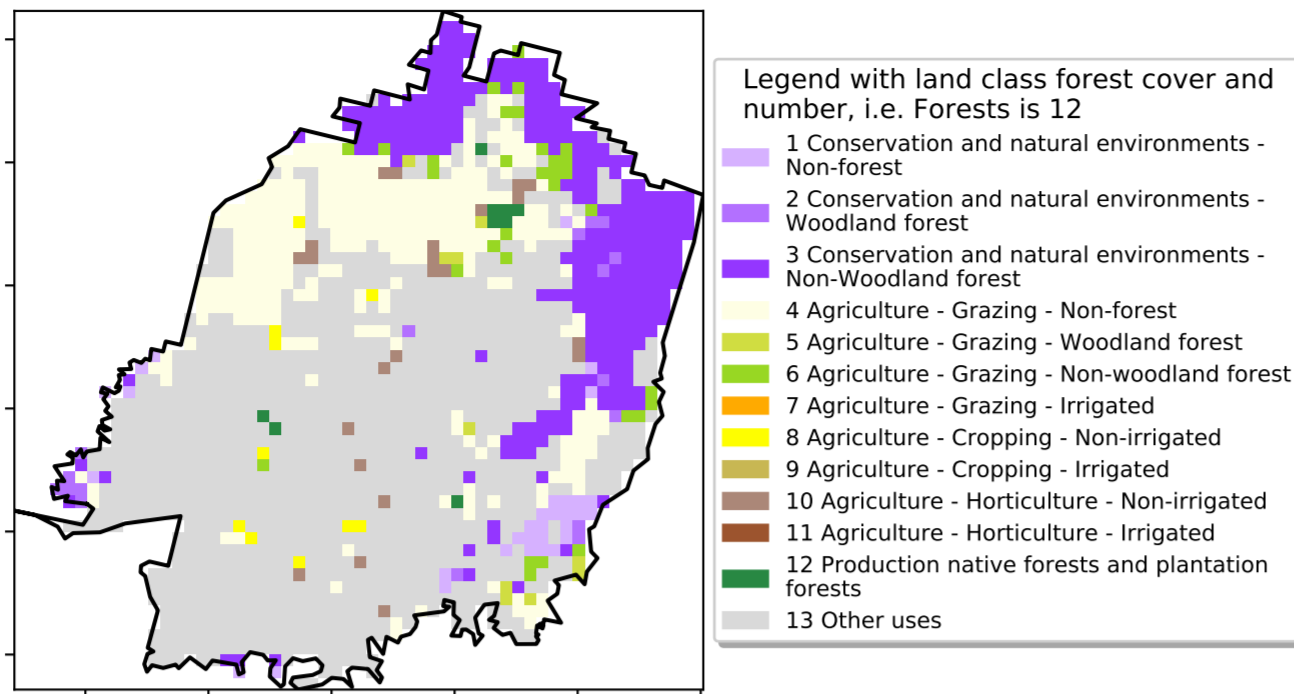 Legend with land class forest cover and
number, i.e. Forests is 12
1 Conservation and natural environments -
Non-forest
2 Conservation and natural environments -
Woodland forest
3 Conservation and natural environments -
Non-Woodland forest
4 Agriculture - Grazing - Non-forest
5 Agriculture - Grazing - Woodland forest
6 Agriculture - Grazing - Non-woodland forest
7 Agriculture - Grazing - Irrigated
8 Agriculture - Cropping - Non-irrigated
9 Agriculture - Cropping - Irrigated
10 Agriculture - Horticulture - Non-irrigated
11 Agriculture - Horticulture - Irrigated
12 Production native forests and plantation
forests
13 Other uses